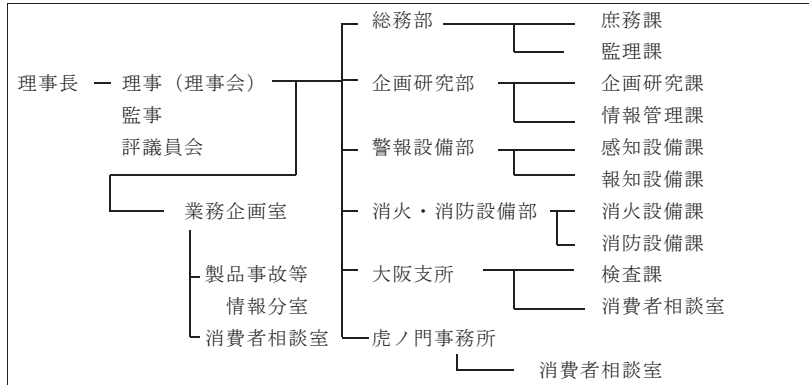 総務部 庶務課
監理課
理事長 理事（理事会） 企画研究部 企画研究課
監事 情報管理課
評議員会 警報設備部 感知設備課
報知設備課
業務企画室 消火・消防設備部 消火設備課
消防設備課
製品事故等 大阪支所 検査課
情報分室 消費者相談室
消費者相談室 虎ノ門事務所
消費者相談室